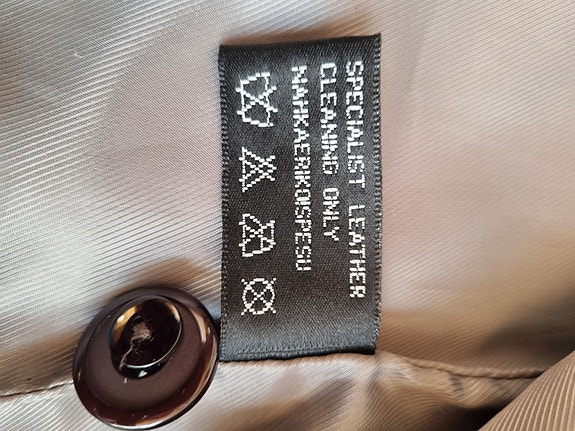 SPECIALIST LEATHER
CLEANING ONLY
NAHKAERIKOISPESU